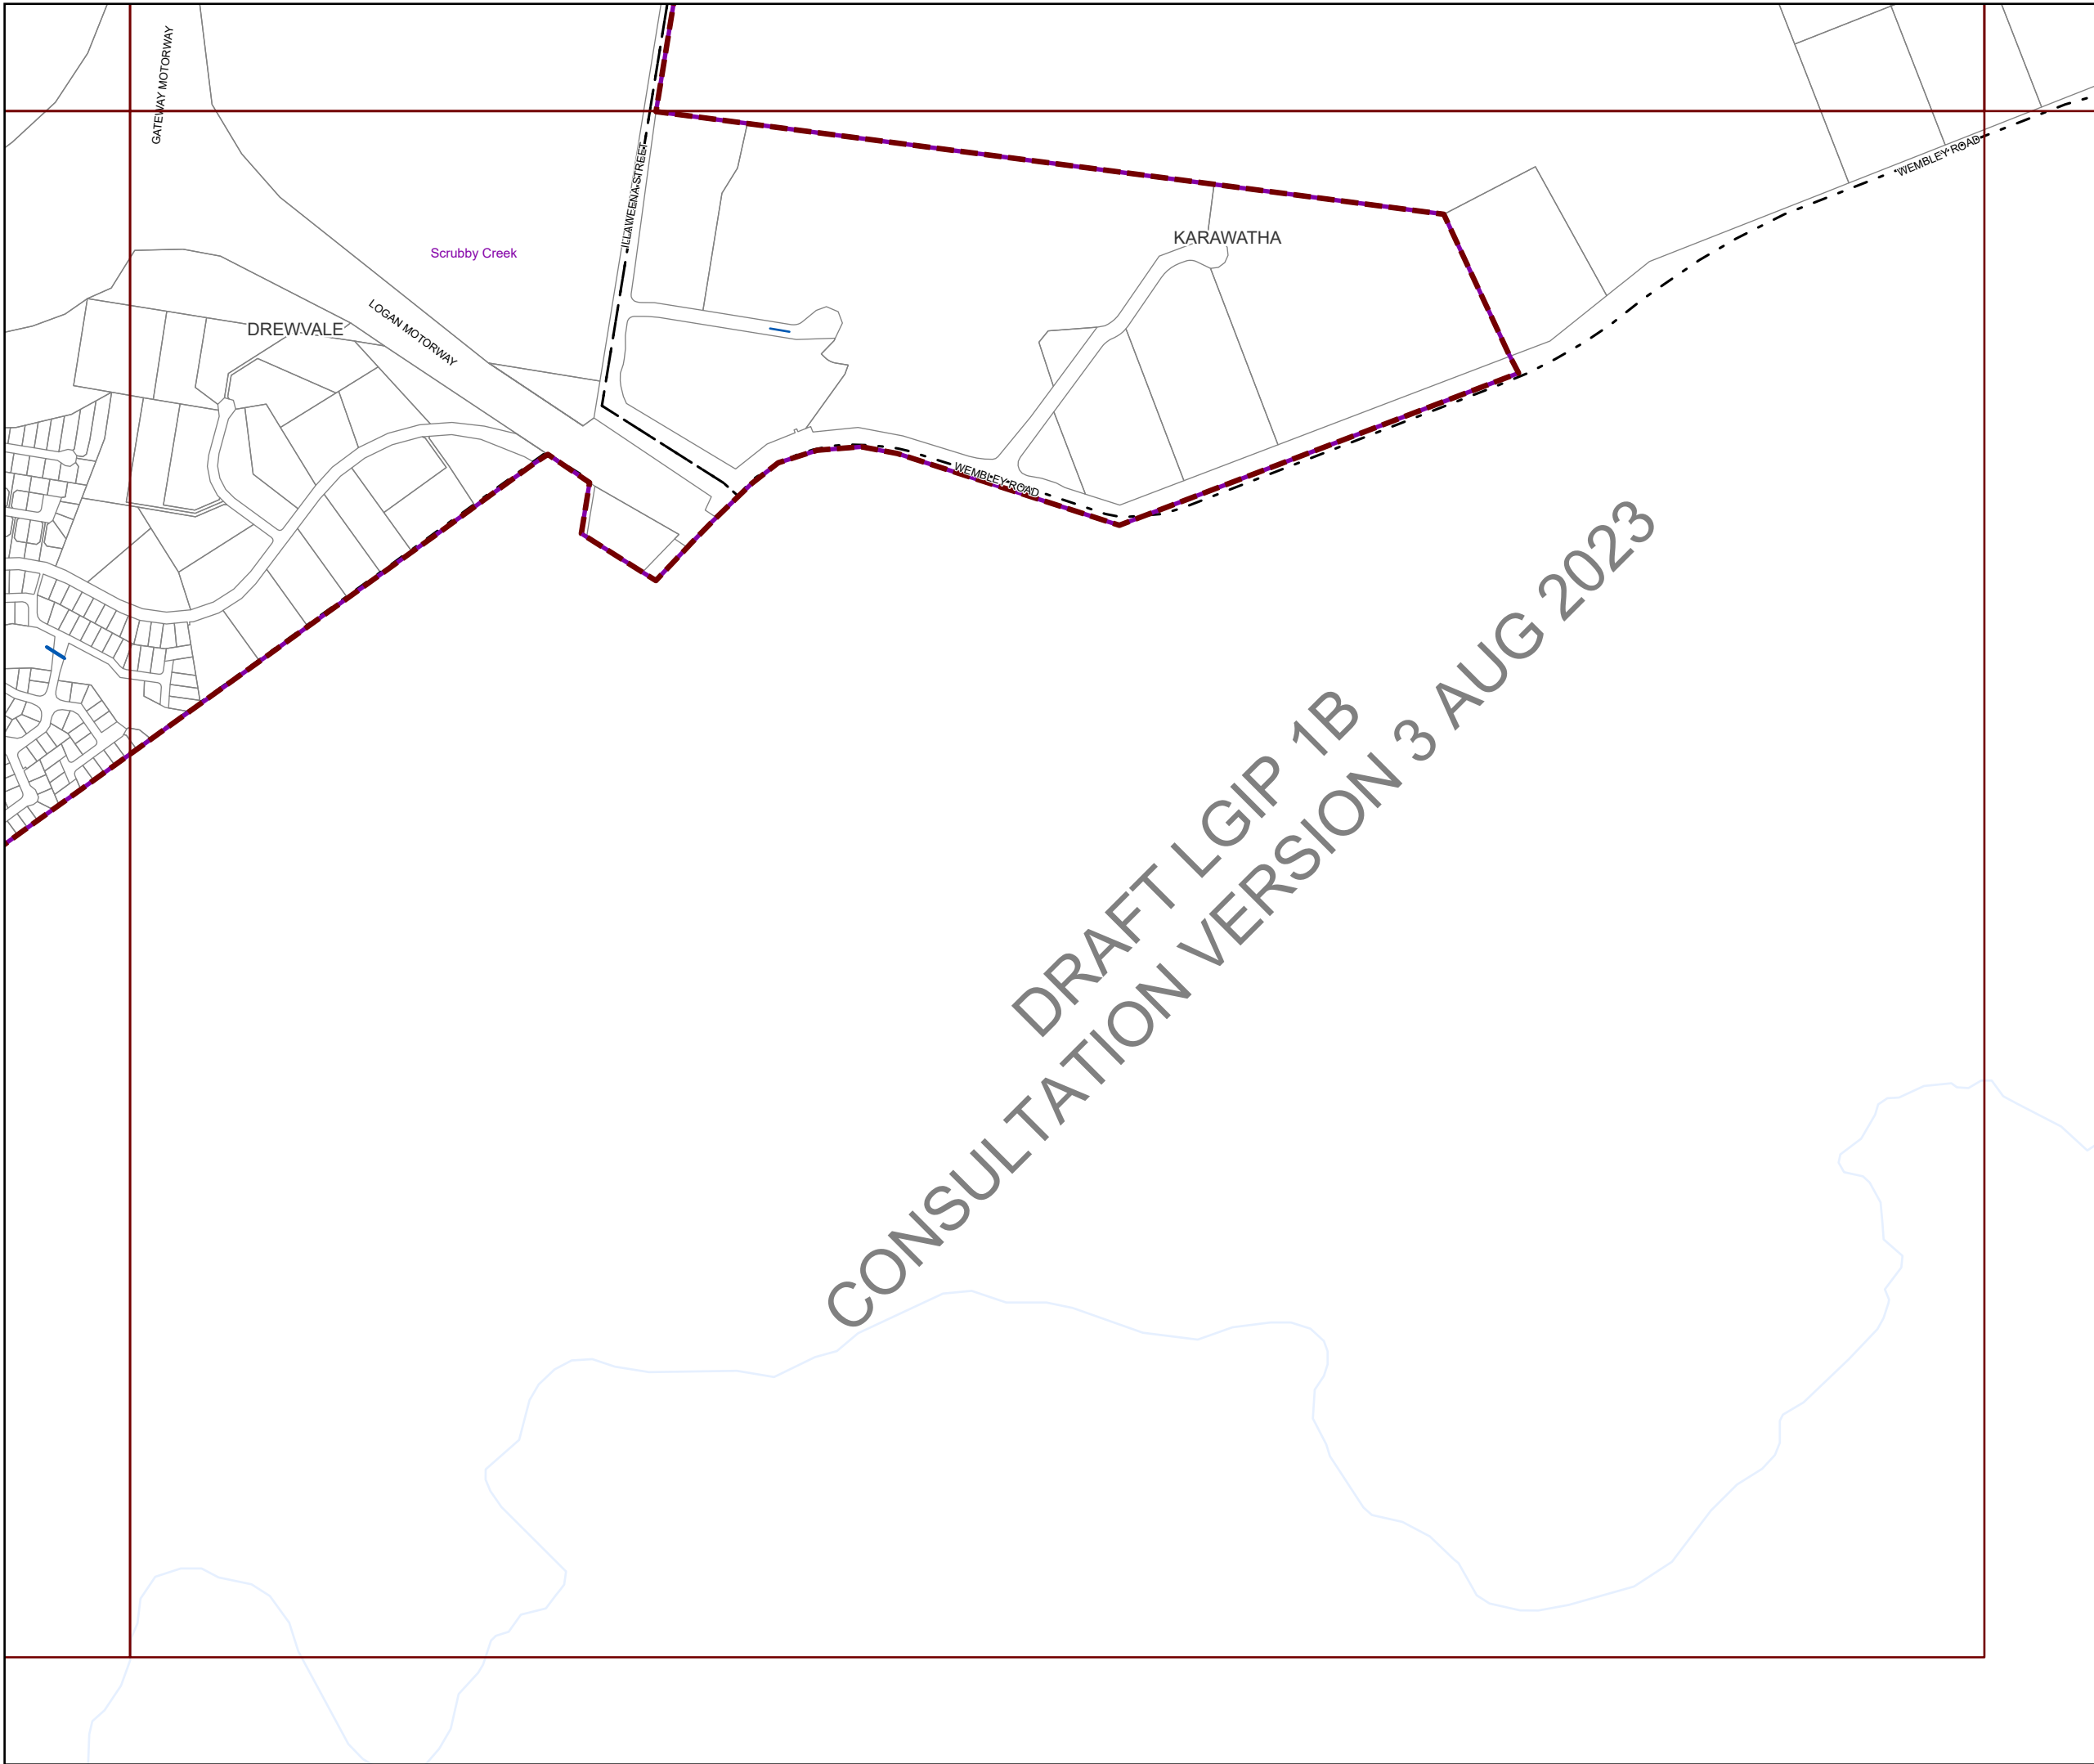 GATEWAY MOTORWAY
ILLAWEENA STREET
WEMBLEY ROAD
KARAWATHA
Scrubby Creek
DREWVALE
LOGAN MOTORWAY
WEMBLEY ROAD
DRAFT LGIP 1B
CONSULTATION VERSION 3 AUG 2023